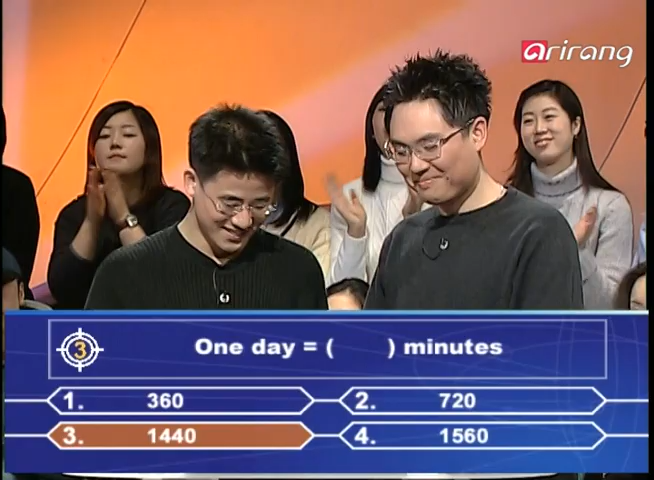 arirang
3
One day = ( ) minutes
1. 360
2. 720
3. 1440
4. 1560